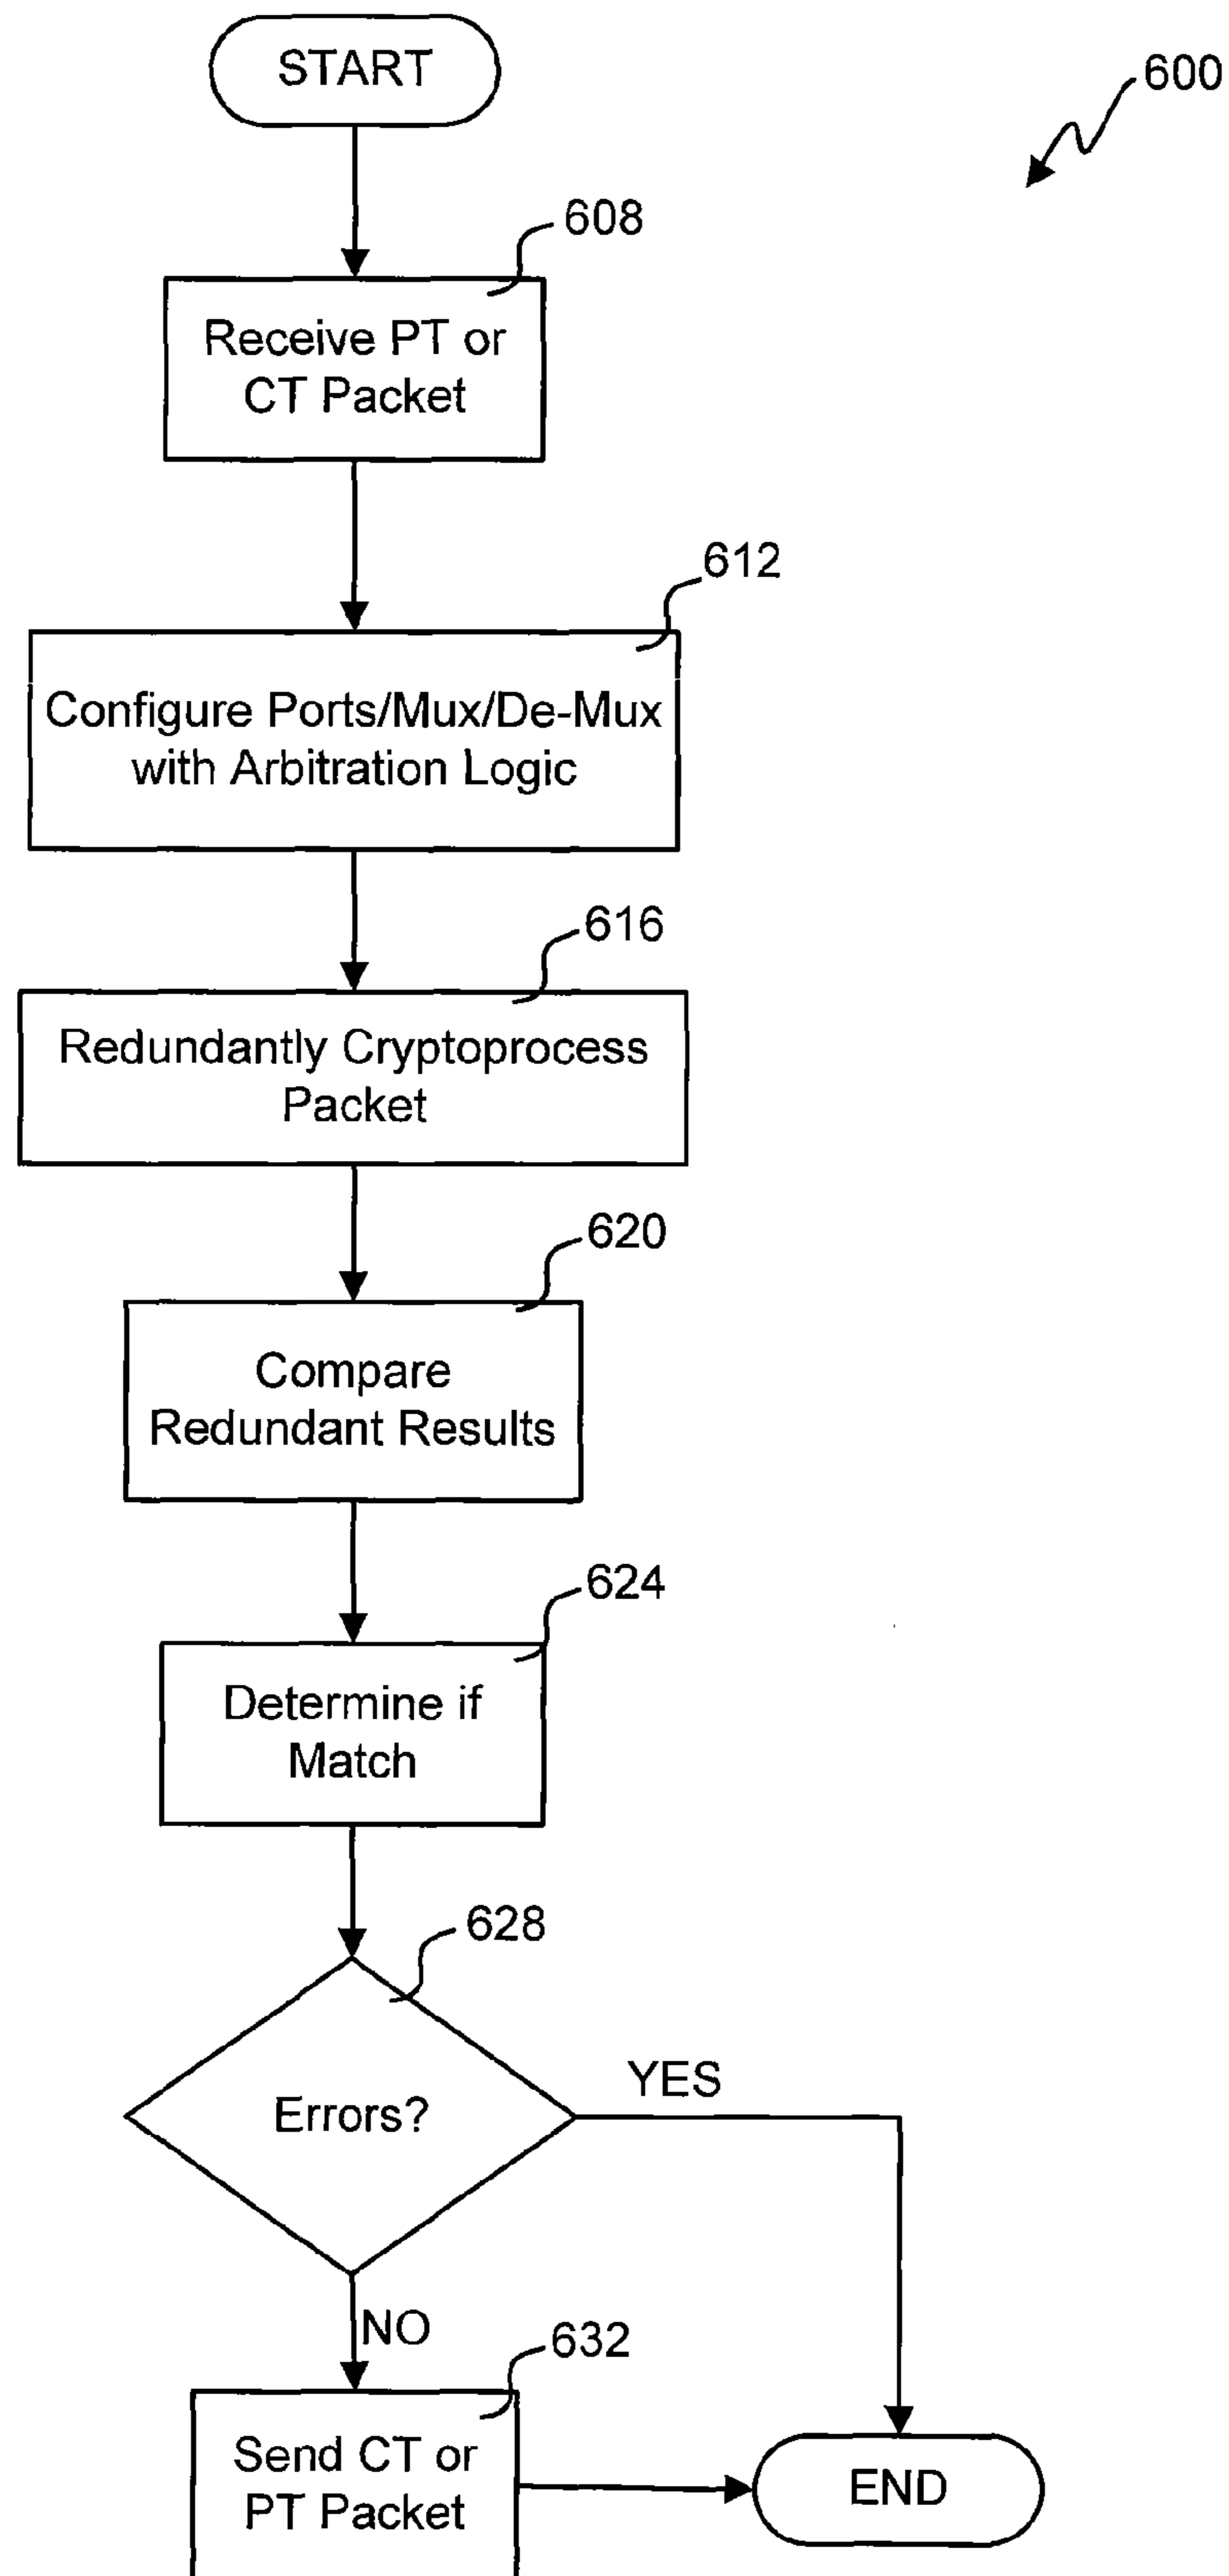 START
600
608
Receive PT or
CT Packet
612
Configure Ports/Mux/De-Mux
with Arbitration Logic
616
Redundantly Cryptoprocess
Packet
620
Compare
Redundant Results
624
Determine if
Match
628
Errors?
YES
NO
632
Send CT or
PT Packet
END